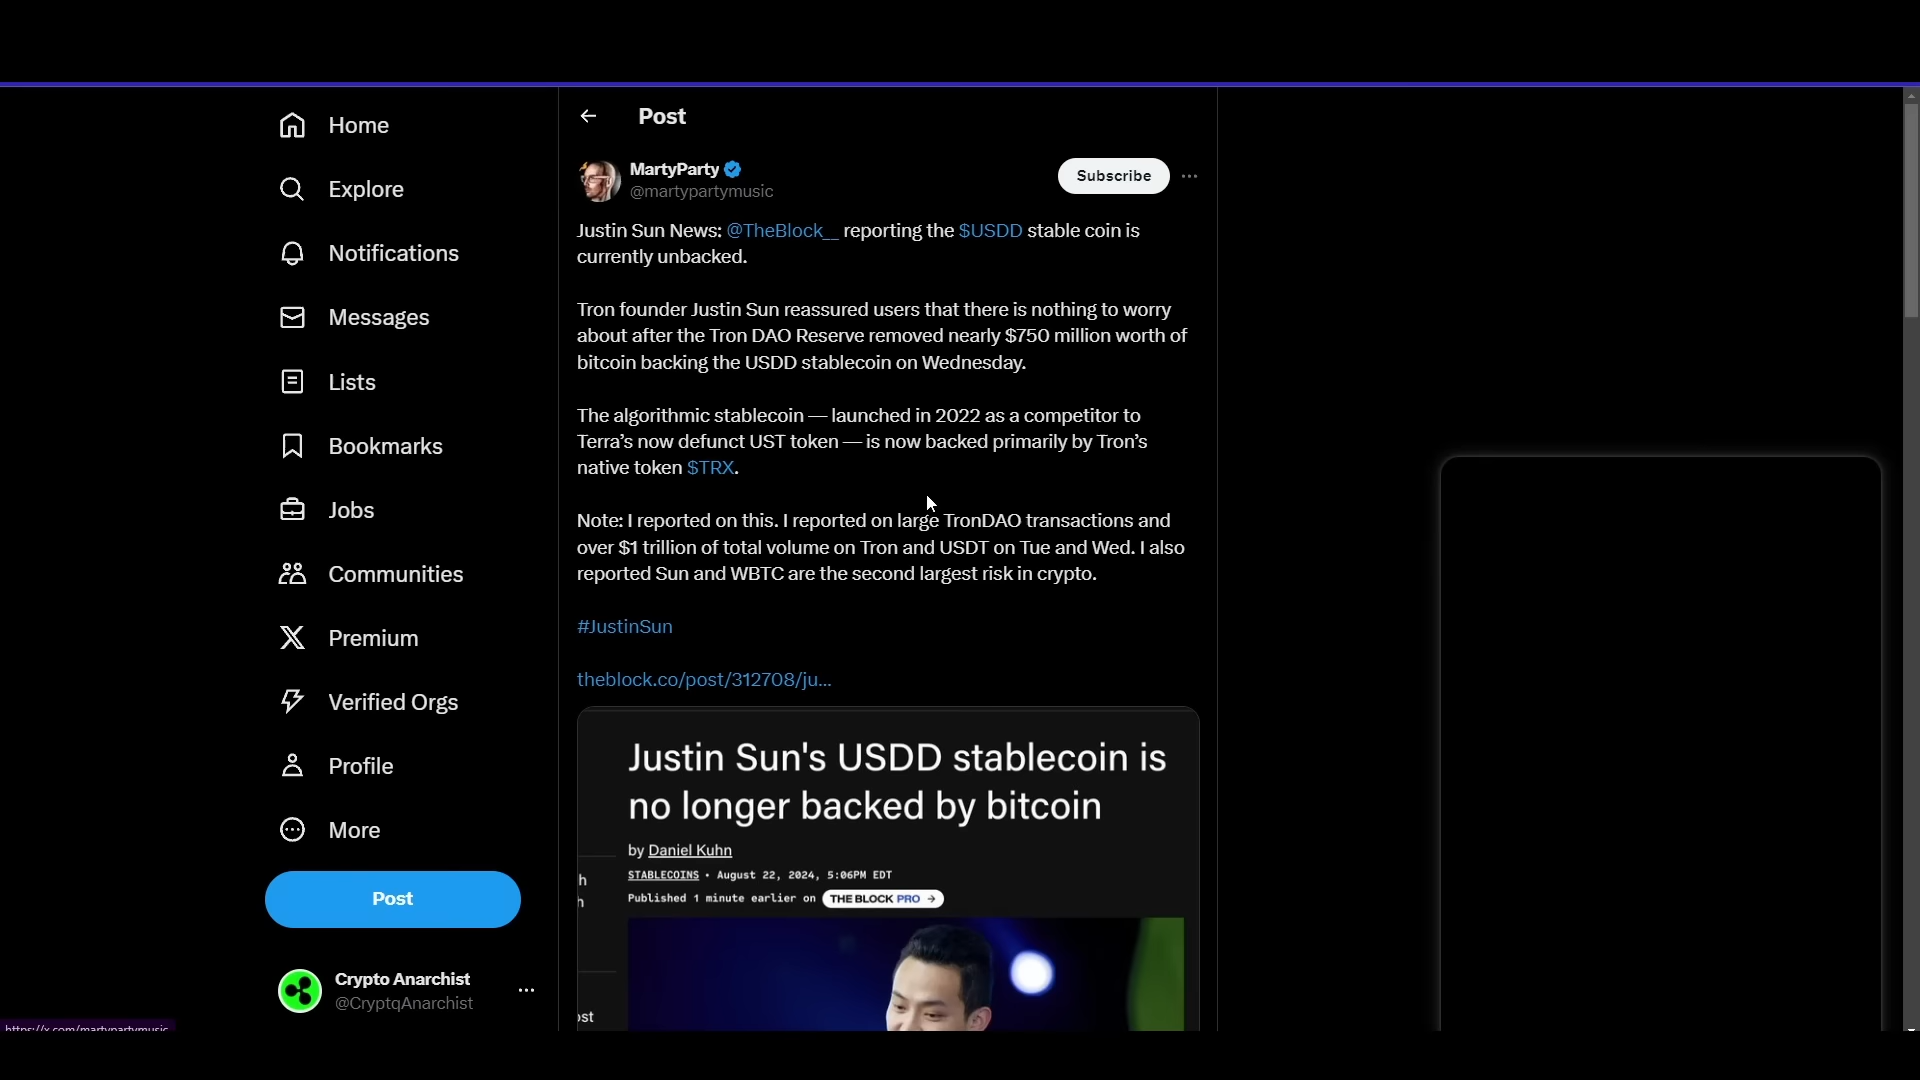 Home
Explore
Notifications
Messages
Lists
Bookmarks
Jobs
Communities
Premium
Verified Orgs
Profile
More
Post
Crypto Anarchist
@CryptqAnarchist
https://x.com/martypartymusic
Post
MartyParty
@martypartymusic
Subscribe
Justin Sun News: @TheBlock__ reporting the $USDD stable coin is
currently unbacked.
Tron founder Justin Sun reassured users that there is nothing to worry
about after the Tron DAO Reserve removed nearly $750 million worth of
bitcoin backing the USDD stablecoin on Wednesday.
The algorithmic stablecoin — launched in 2022 as a competitor to
Terra’s now defunct UST token — is now backed primarily by Tron’s
native token $TRX.
Note: I reported on this. I reported on large TronDAO transactions and
over $1 trillion of total volume on Tron and USDT on Tue and Wed. I also
reported Sun and WBTC are the second largest risk in crypto.
#JustinSun
theblock.co/post/312708/ju...
Justin Sun's USDD stablecoin is
no longer backed by bitcoin
by Daniel Kuhn
STABLECOINS • August 22, 2024, 5:06PM EDT
Published 1 minute earlier on THE BLOCK PRO →